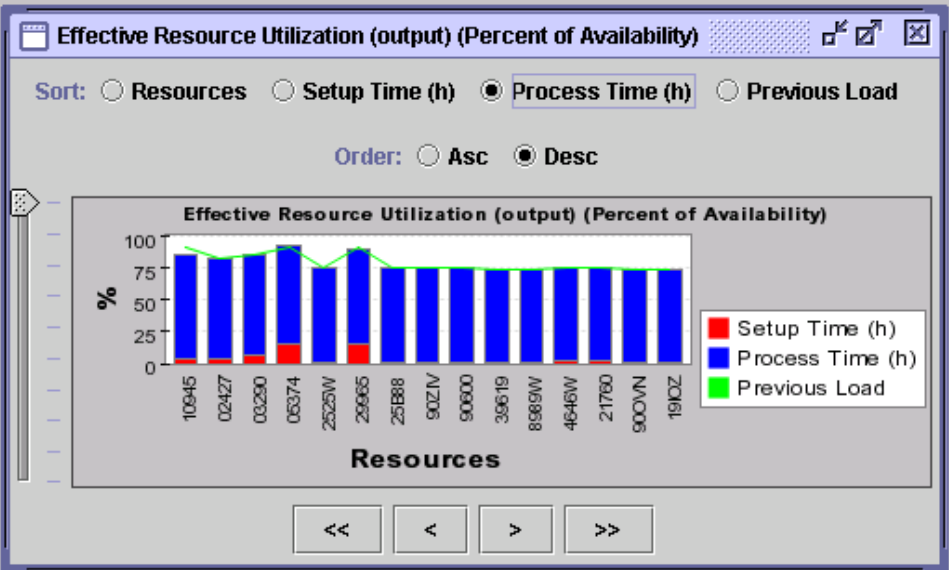 Effective Resource Utilization (output) (Percent of Availability)
Sort: Resources Setup Time (h) Process Time (h) Previous Load
Order: Asc Desc
Effective Resource Utilization (output) (Percent of Availability)
100
75
50
25
0
%
10945 02427 03290 05374 2525W 29965 25B88 90ZIV 90600 39619 8989W 4646W 21760 90OVN 19IOZ
Resources
Setup Time (h)
Process Time (h)
Previous Load
<< < > >>